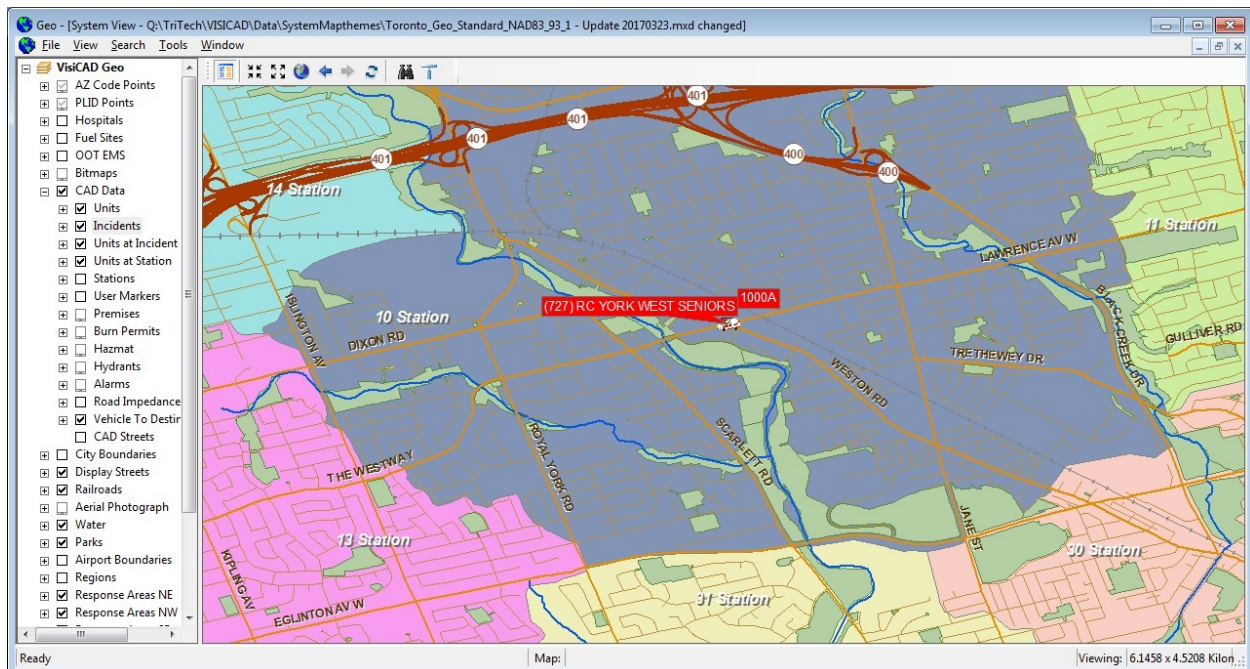 Geo - [System View - Q:\TriTech\VISICAD\Data\SystemMapthemes\Toronto_Geo_Standard_NAD83_93_1 - Update 20170323.mxd changed]
File View Search Tools Window
VisiCAD Geo
AZ Code Points
PLID Points
Hospitals
Fuel Sites
OOT EMS
Bitmaps
CAD Data
Units
Incidents
Units at Incident
Units at Station
Stations
User Markers
Premises
Burn Permits
Hazmat
Hydrants
Alarms
Road Impedance
Vehicle To Destin
CAD Streets
City Boundaries
Display Streets
Railroads
Aerial Photograph
Water
Parks
Airport Boundaries
Regions
Response Areas NE
Response Areas NW
401
401
401
401
400
400
14 Station
11 Station
LAWRENCE AV W
(727) RC YORK WEST SENIORS
1000A
10 Station
ISLINGTON AV
DIXON RD
BLACK CREEK DR
GULLIVER RD
TRETHEWEY DR
WESTON RD
SCARLETT RD
ROYAL YORK RD
THE WESTWAY
JANE ST
13 Station
30 Station
KIPLING AV
31 Station
EGLINTON AV W
Ready
Map:
Viewing: 6.1458 x 4.5208 Kilon